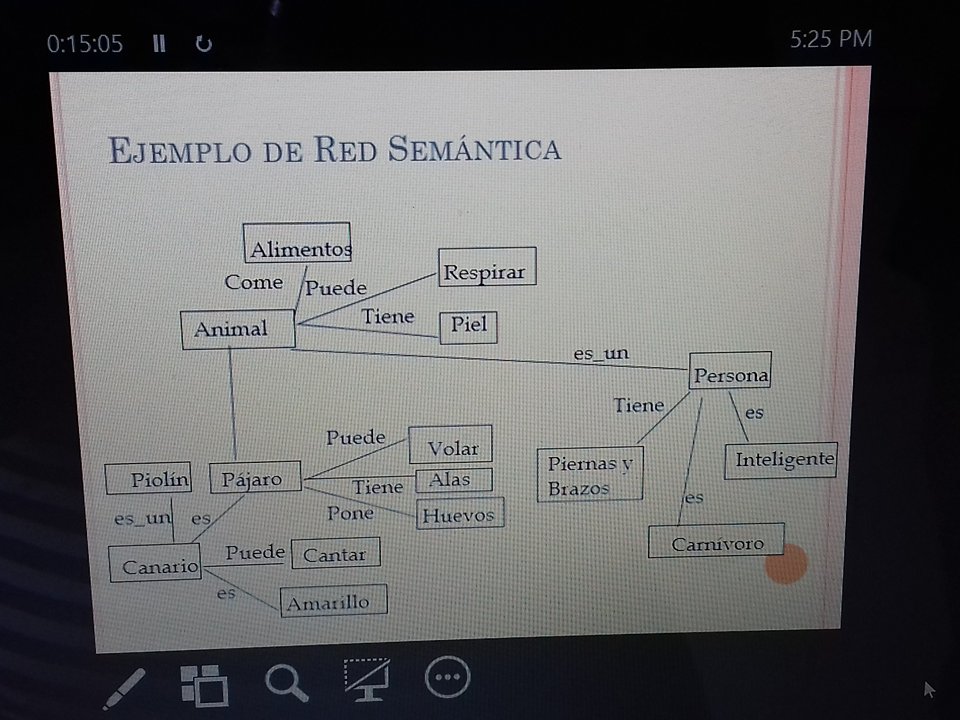 0:15:05
5:25 PM
EJEMPLO DE RED SEMÁNTICA
Alimentos
Come
Puede
Respirar
Animal
Tiene
Piel
es_un
Persona
Tiene
es
Puede
Volar
Piernas y
Brazos
Inteligente
Piolín
Pájaro
Tiene
Alas
Pone
Huevos
es
es_un
es
Carnívoro
Canario
Puede
Cantar
es
Amarillo